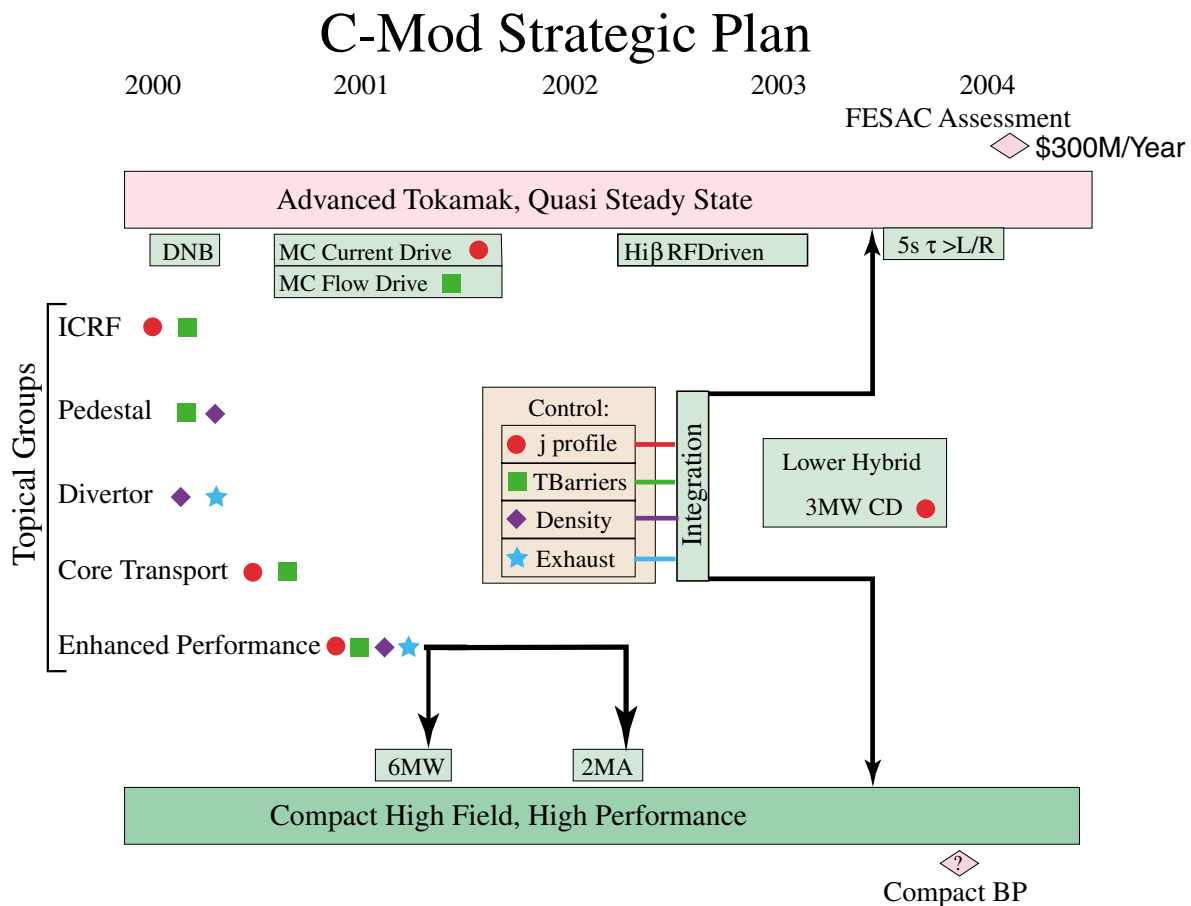 C-Mod Strategic Plan
2000 2001 2002 2003 2004
FESAC Assessment
$300M/Year
Advanced Tokamak, Quasi Steady State
DNB
MC Current Drive
MC Flow Drive
Hiβ RFDriven
5s τ >L/R
Topical Groups
ICRF
Pedestal
Divertor
Core Transport
Enhanced Performance
Control:
j profile
TBarriers
Density
Exhaust
Integration
Lower Hybrid
3MW CD
6MW
2MA
Compact High Field, High Performance
?
Compact BP